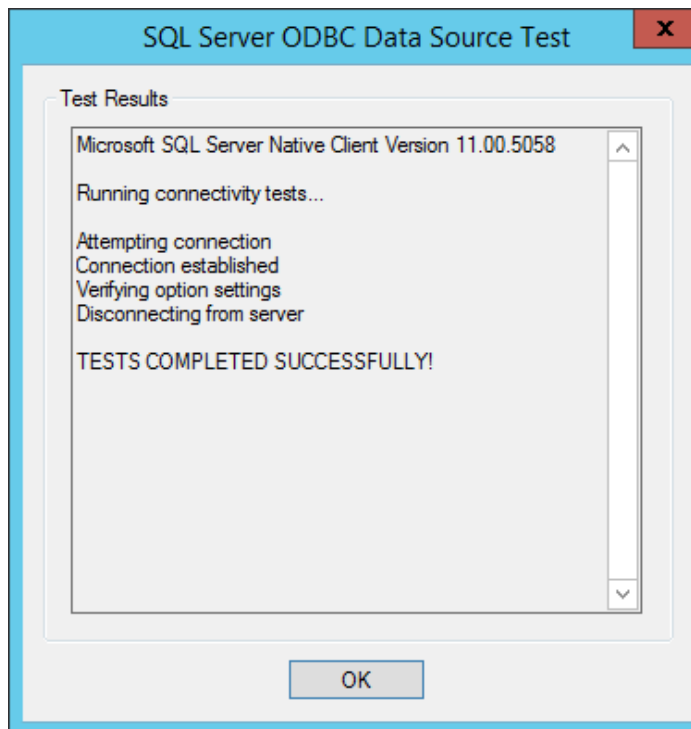 SQL Server ODBC Data Source Test
x
Test Results
Microsoft SQL Server Native Client Version 11.00.5058
Running connectivity tests...
Attempting connection
Connection established
Verifying option settings
Disconnecting from server
TESTS COMPLETED SUCCESSFULLY!
OK